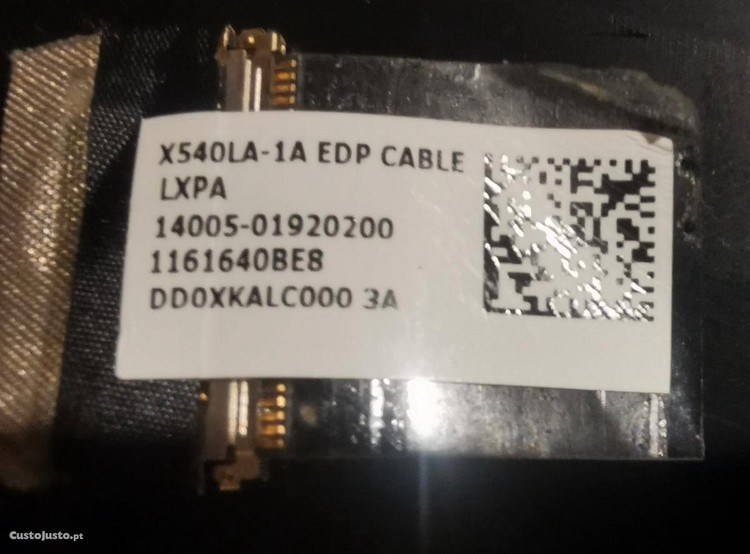 X540LA-1A EDP CABLE
LXPA
14005-01920200
1161640BE8
DD0XKALC000 3A
CustoJusto.pt